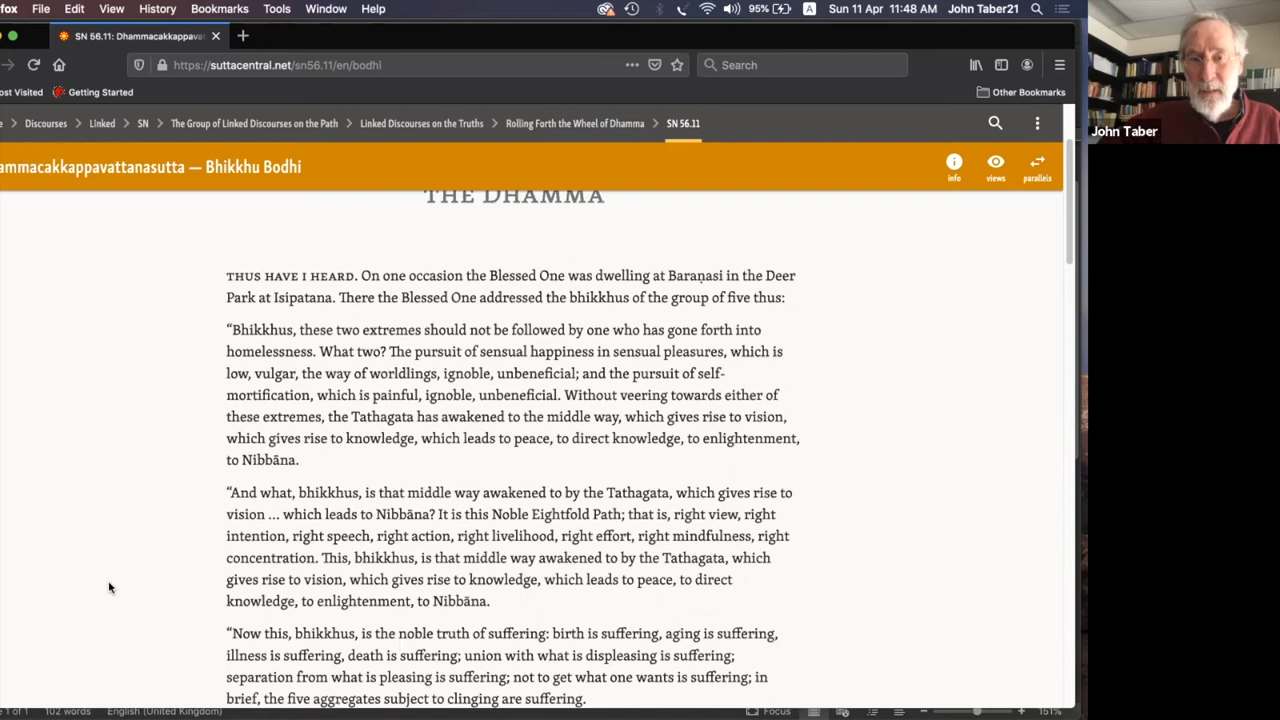 fox File Edit View History Bookmarks Tools Window Help 95% A Sun 11 Apr 11:48 AM John Taber21
SN 56.11: Dhammacakkappavat
https://suttacentral.net/sn56.11/en/bodhi
Search
ost Visited Getting Started Other Bookmarks
e > Discourses > Linked > SN > The Group of Linked Discourses on the Path > Linked Discourses on the Truths > Rolling Forth the Wheel of Dhamma > SN 56.11
ammacakkappavattanasutta — Bhikkhu Bodhi
info views parallels
THE DHAMMA
THUS HAVE I HEARD. On one occasion the Blessed One was dwelling at Baraṇasi in the Deer
Park at Isipatana. There the Blessed One addressed the bhikkhus of the group of five thus:
“Bhikkhus, these two extremes should not be followed by one who has gone forth into
homelessness. What two? The pursuit of sensual happiness in sensual pleasures, which is
low, vulgar, the way of worldlings, ignoble, unbeneficial; and the pursuit of self-
mortification, which is painful, ignoble, unbeneficial. Without veering towards either of
these extremes, the Tathagata has awakened to the middle way, which gives rise to vision,
which gives rise to knowledge, which leads to peace, to direct knowledge, to enlightenment,
to Nibbāna.
“And what, bhikkhus, is that middle way awakened to by the Tathagata, which gives rise to
vision … which leads to Nibbāna? It is this Noble Eightfold Path; that is, right view, right
intention, right speech, right action, right livelihood, right effort, right mindfulness, right
concentration. This, bhikkhus, is that middle way awakened to by the Tathagata, which
gives rise to vision, which gives rise to knowledge, which leads to peace, to direct
knowledge, to enlightenment, to Nibbāna.
“Now this, bhikkhus, is the noble truth of suffering: birth is suffering, aging is suffering,
illness is suffering, death is suffering; union with what is displeasing is suffering;
separation from what is pleasing is suffering; not to get what one wants is suffering; in
brief, the five aggregates subject to clinging are suffering.
e 1 of 1 102 words English (United Kingdom) Focus 151%
John Taber